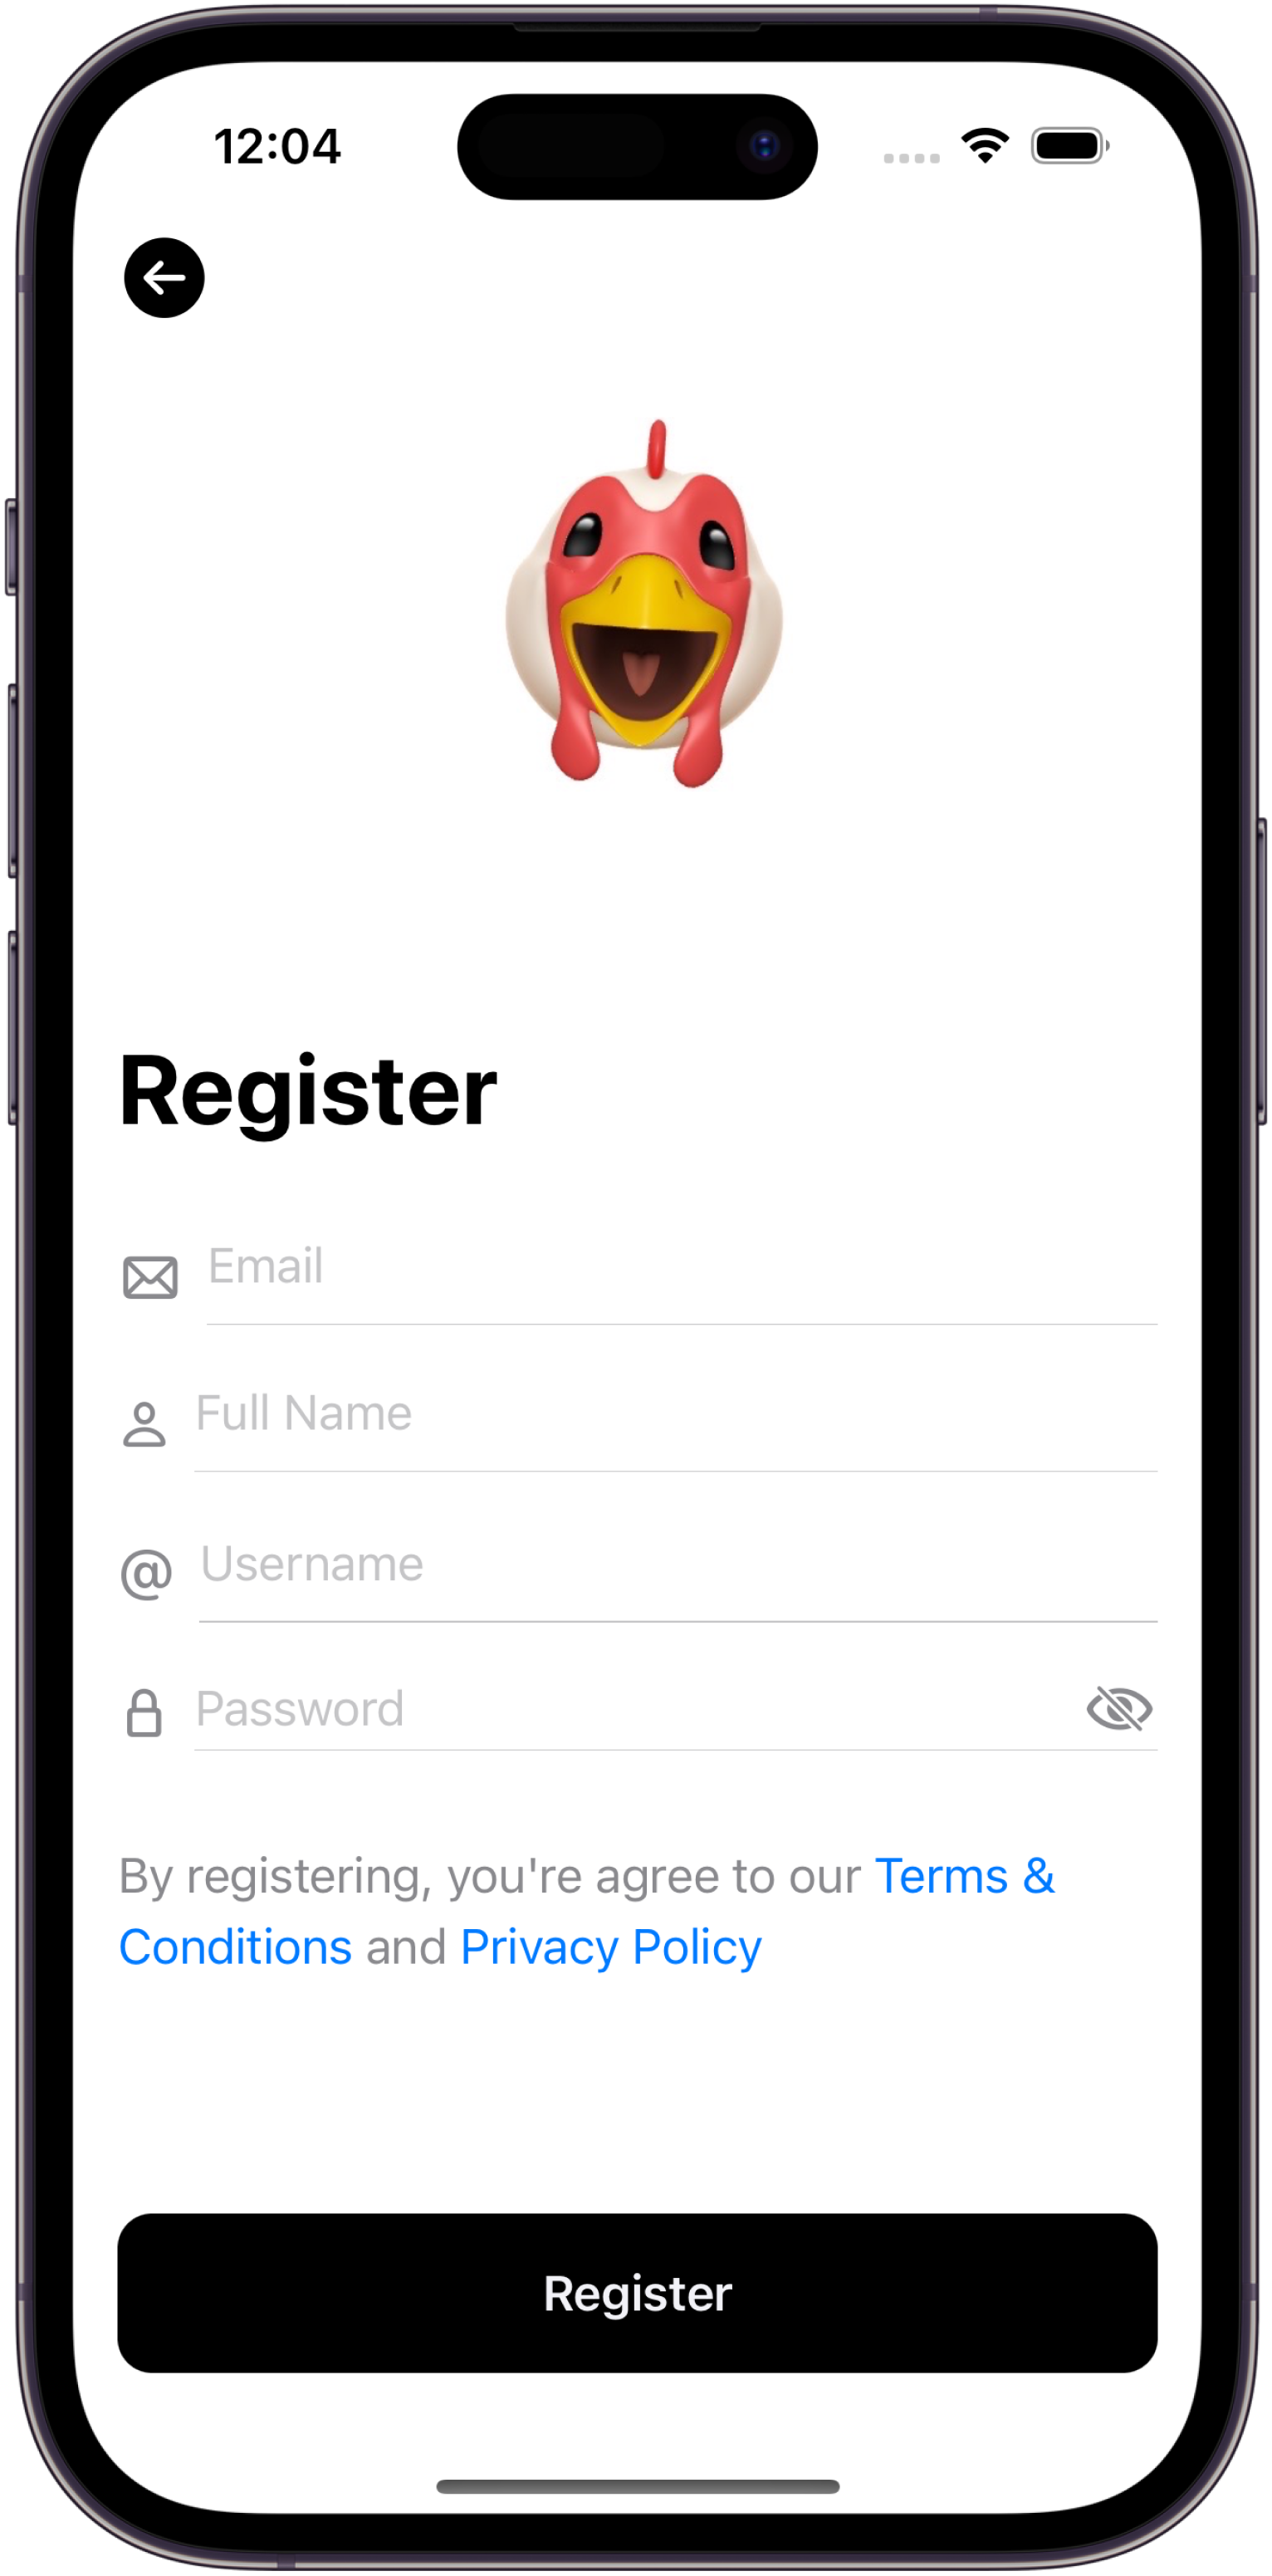 12:04
Register
Email
Full Name
@ Username
Password
By registering, you're agree to our Terms &
Conditions and Privacy Policy
Register